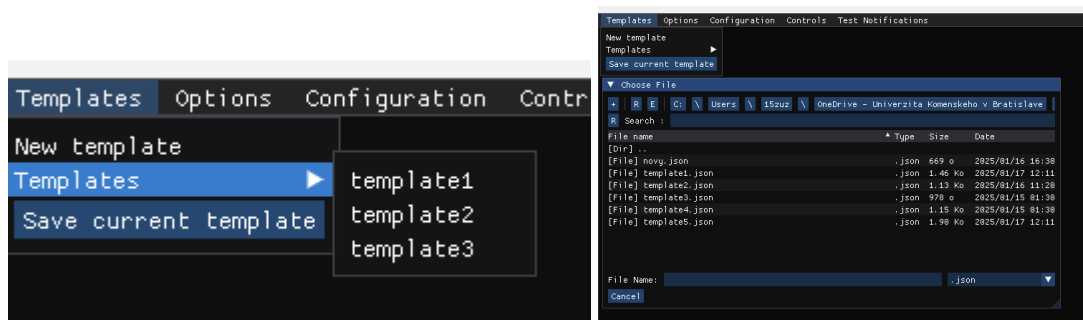 Templates Options Configuration Contr
New template
Templates
Save current template
template1
template2
template3
Templates Options Configuration Controls Test Notifications
New template
Templates
Save current template
Choose File
+ R E C: \ Users \ 15zuz \ OneDrive - Univerzita Komenskeho v Bratislave
R Search :
File name Type Size Date
[Dir] ..
[File] novy.json .json 669 o 2025/01/16 16:30
[File] template1.json .json 1.46 Ko 2025/01/17 12:11
[File] template2.json .json 1.13 Ko 2025/01/16 11:20
[File] template3.json .json 978 o 2025/01/15 01:30
[File] template4.json .json 1.15 Ko 2025/01/15 01:30
[File] template5.json .json 1.90 Ko 2025/01/17 12:11
File Name: .json
Cancel